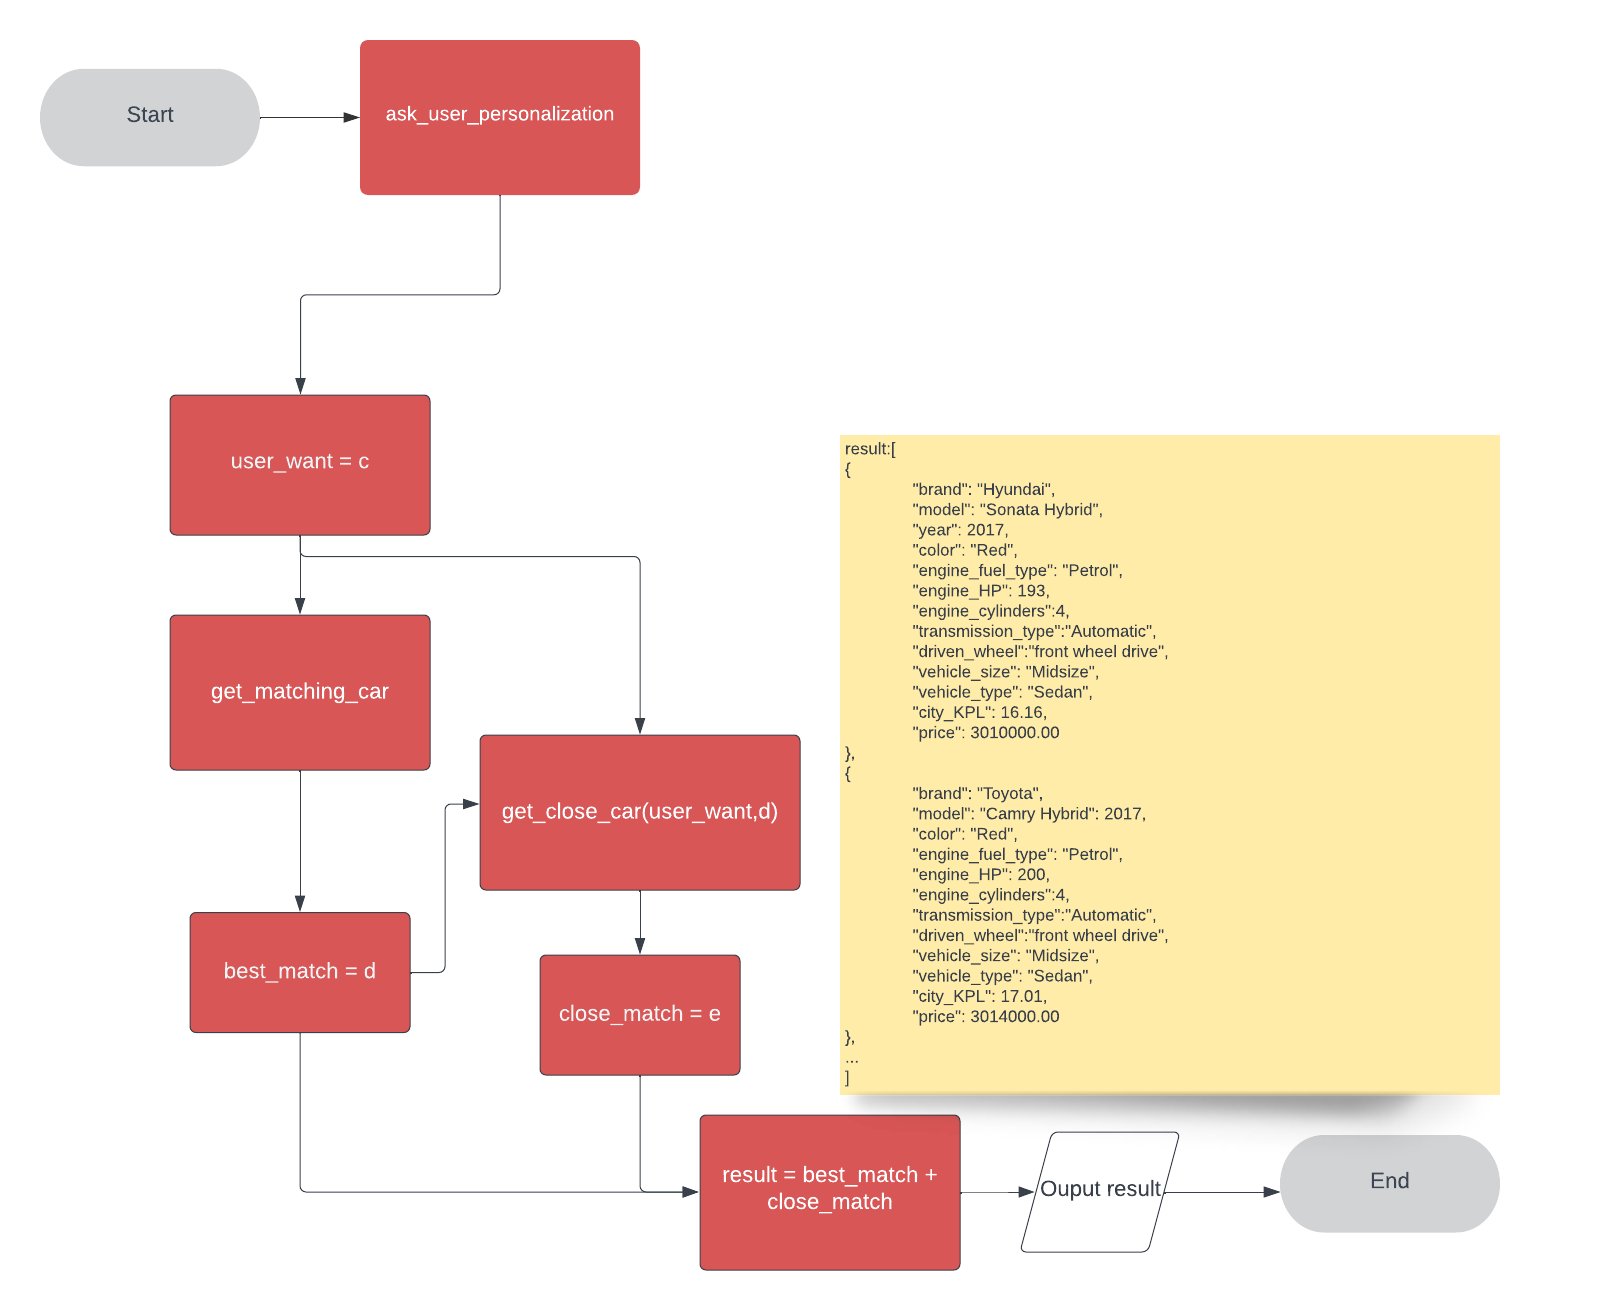 Start
ask_user_personalization
user_want = c
get_matching_car
get_close_car(user_want,d)
best_match = d
close_match = e
result:[
{
"brand": "Hyundai",
"model": "Sonata Hybrid",
"year": 2017,
"color": "Red",
"engine_fuel_type": "Petrol",
"engine_HP": 193,
"engine_cylinders":4,
"transmission_type":"Automatic",
"driven_wheel":"front wheel drive",
"vehicle_size": "Midsize",
"vehicle_type": "Sedan",
"city_KPL": 16.16,
"price": 3010000.00
},
{
"brand": "Toyota",
"model": "Camry Hybrid": 2017,
"color": "Red",
"engine_fuel_type": "Petrol",
"engine_HP": 200,
"engine_cylinders":4,
"transmission_type":"Automatic",
"driven_wheel":"front wheel drive",
"vehicle_size": "Midsize",
"vehicle_type": "Sedan",
"city_KPL": 17.01,
"price": 3014000.00
},
...
]
result = best_match +
close_match
Ouput result
End